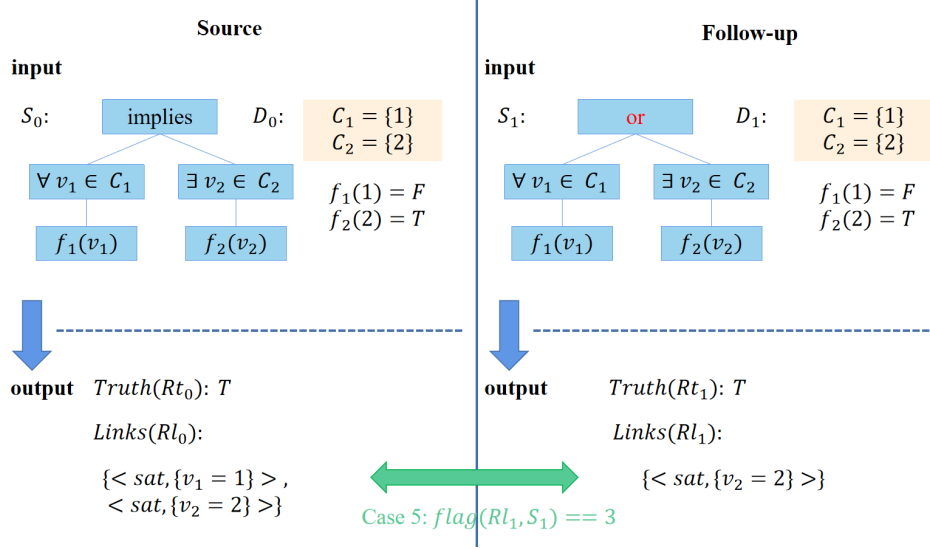 Source
input
S₀:
implies
D₀:
C₁ = {1}
C₂ = {2}
∀ v₁ ∈ C₁
∃ v₂ ∈ C₂
f₁(1) = F
f₂(2) = T
f₁(v₁)
f₂(v₂)
output
Truth(Rt₀): T
Links(Rl₀):
{< sat, {v₁ = 1} > ,
< sat, {v₂ = 2} >}
Follow-up
input
S₁:
or
D₁:
C₁ = {1}
C₂ = {2}
∀ v₁ ∈ C₁
∃ v₂ ∈ C₂
f₁(1) = F
f₂(2) = T
f₁(v₁)
f₂(v₂)
Truth(Rt₁): T
output
Links(Rl₁):
{< sat, {v₂ = 2} >}
Case 5: flag(Rl₁, S₁) == 3